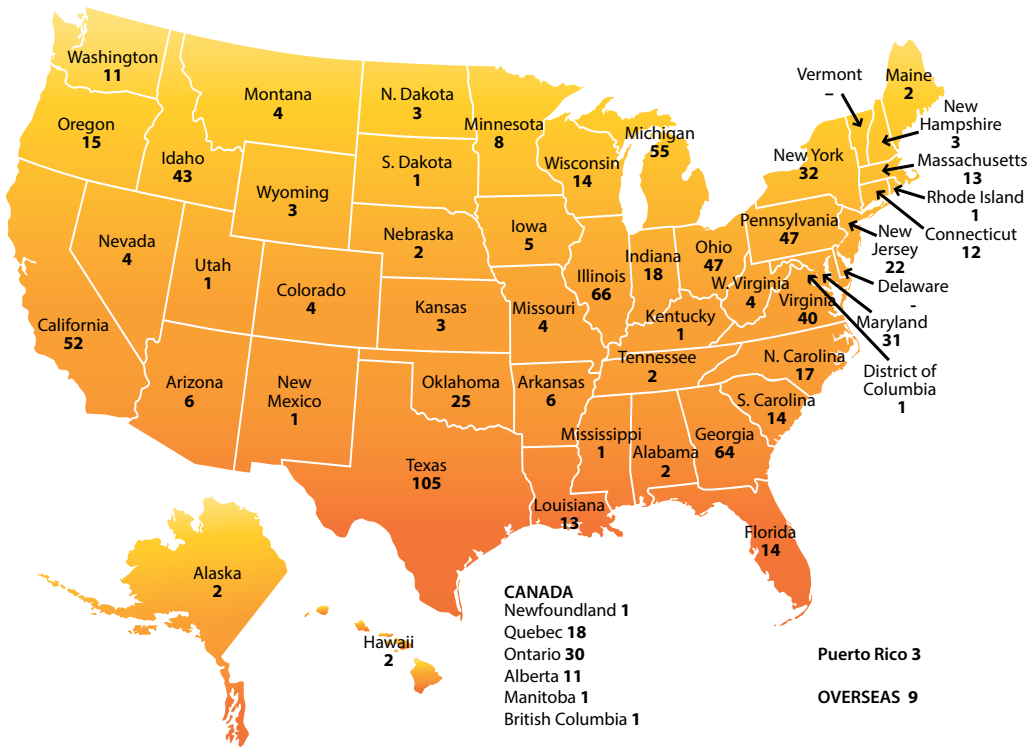 Washington
11
Oregon
15
Idaho
43
Montana
4
Wyoming
3
N. Dakota
3
S. Dakota
1
Nebraska
2
Minnesota
8
Wisconsin
14
Michigan
55
Iowa
5
Nevada
4
Utah
1
Colorado
4
California
52
Arizona
6
New
Mexico
1
Kansas
3
Missouri
4
Illinois
66
Indiana
18
Ohio
47
Kentucky
1
Tennessee
2
W. Virginia
4
Virginia
40
N. Carolina
17
S. Carolina
14
Georgia
64
Alabama
2
Mississippi
1
Louisiana
13
Arkansas
6
Oklahoma
25
Texas
105
Florida
14
Pennsylvania
47
New York
32
Vermont
–
Maine
2
New
Hampshire
3
Massachusetts
13
Rhode Island
1
Connecticut
12
New
Jersey
22
Delaware
-
Maryland
31
District of
Columbia
1
Alaska
2
Hawaii
2
CANADA
Newfoundland 1
Quebec 18
Ontario 30
Alberta 11
Manitoba 1
British Columbia 1
Puerto Rico 3
OVERSEAS 9